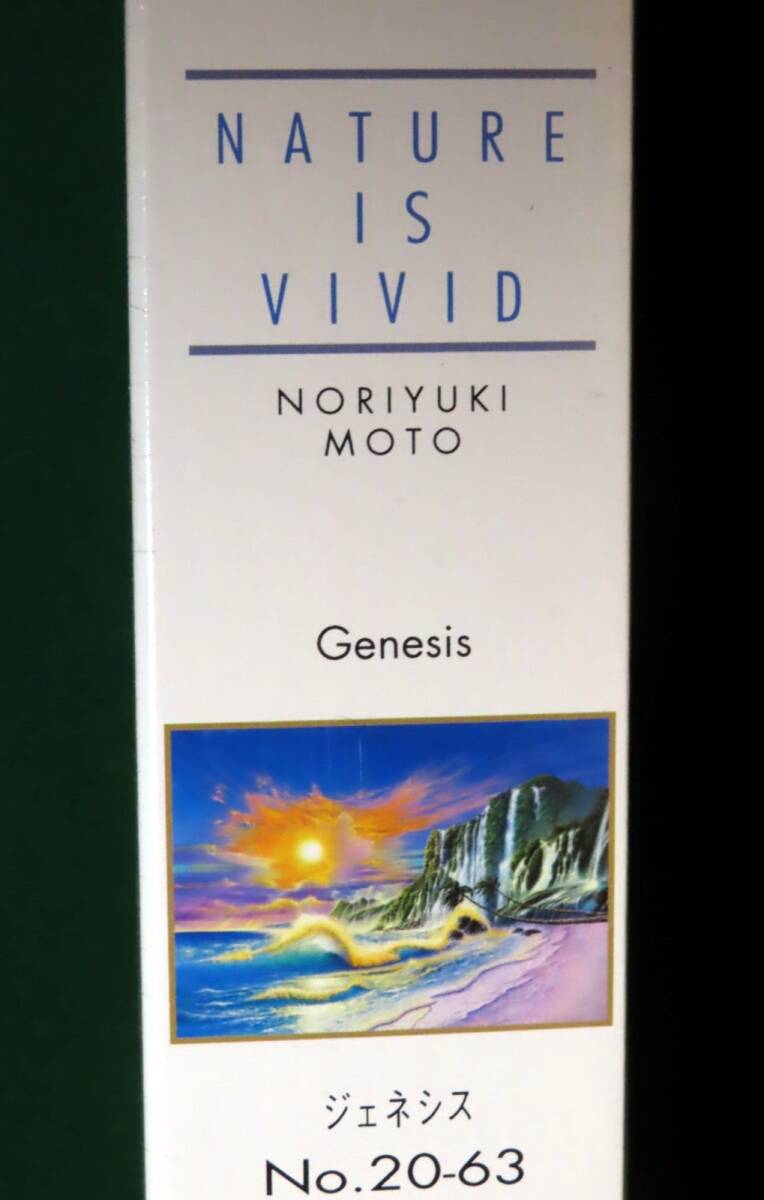 NATURE
IS
VIVID
NORIYUKI
MOTO
Genesis
ジェネシス
No.20-63